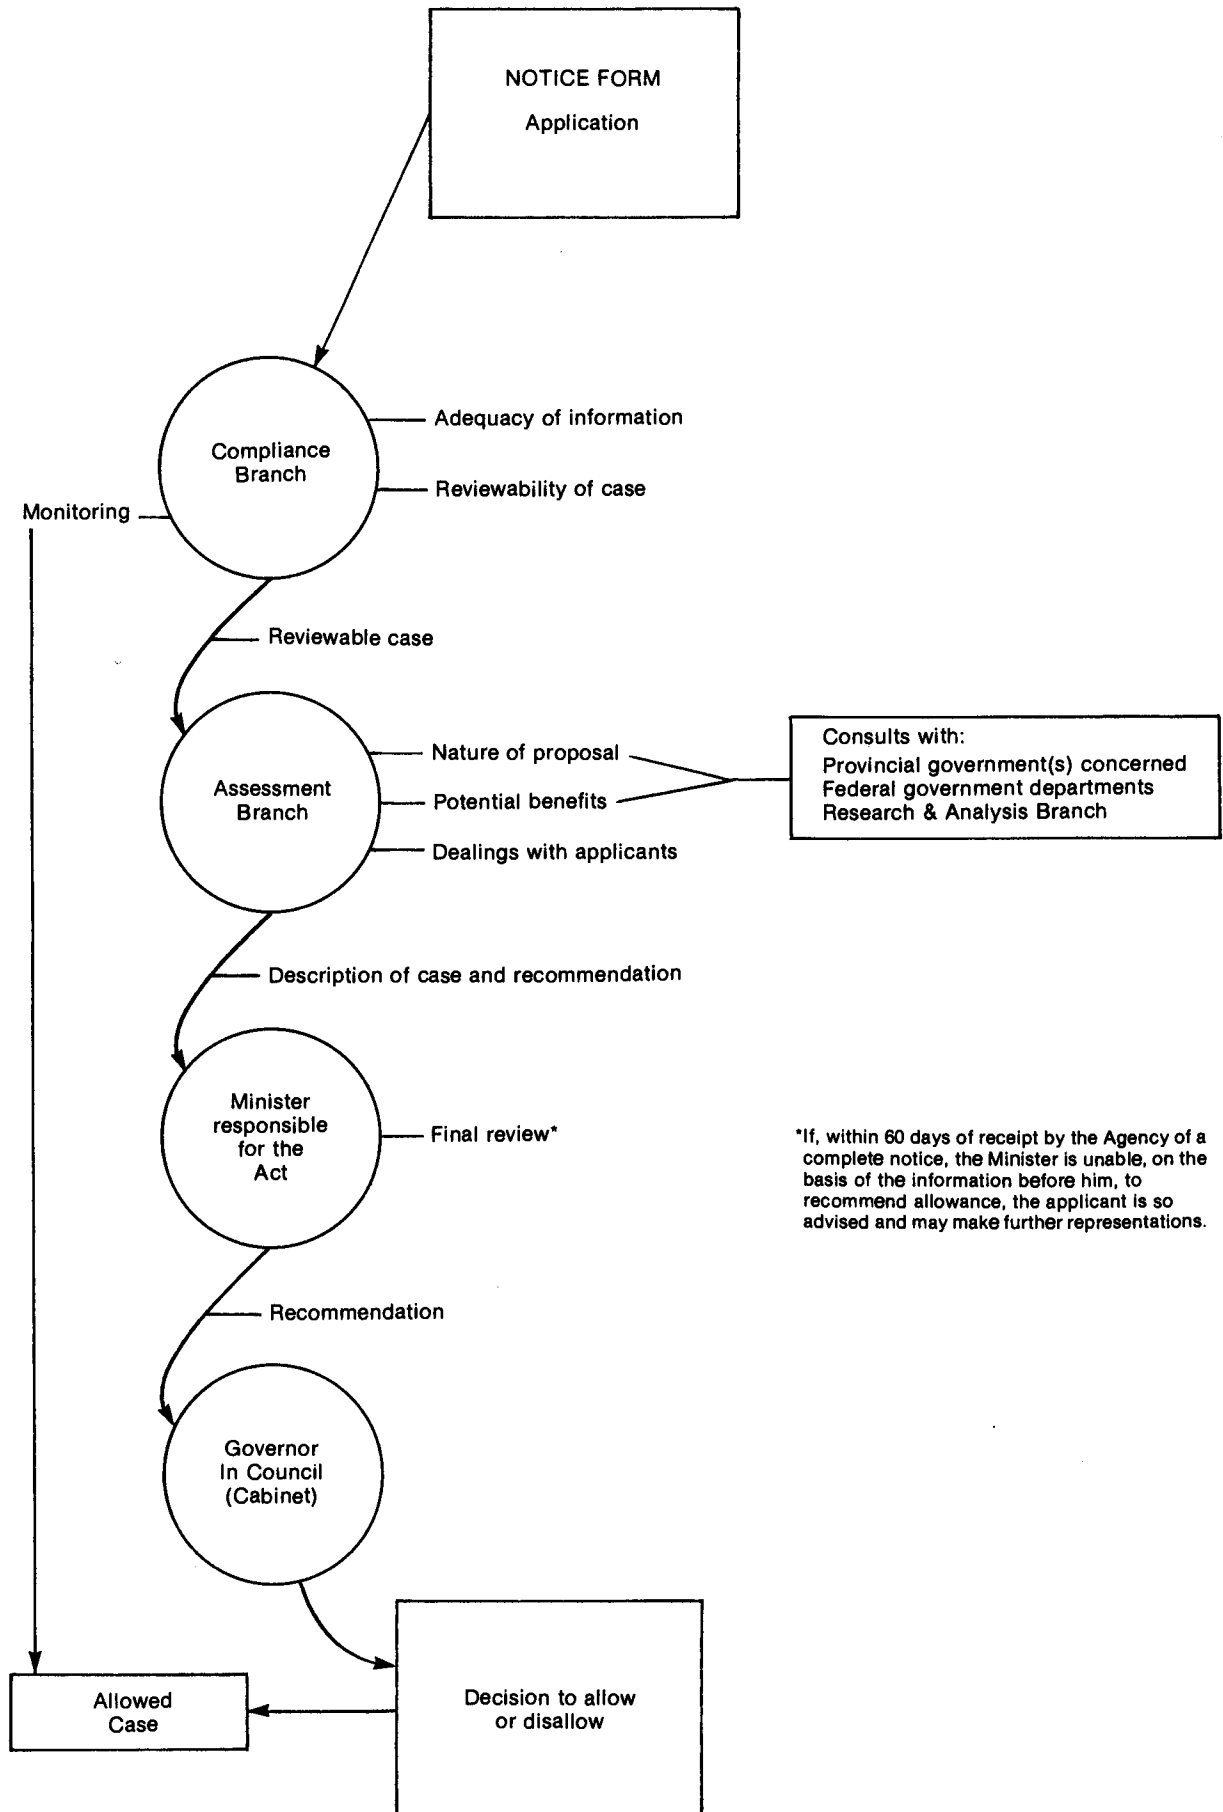 NOTICE FORM
Application
Compliance
Branch
Adequacy of information
Reviewability of case
Monitoring
Reviewable case
Assessment
Branch
Nature of proposal
Potential benefits
Dealings with applicants
Consults with:
Provincial government(s) concerned
Federal government departments
Research & Analysis Branch
Description of case and recommendation
Minister
responsible
for the
Act
Final review*
*If, within 60 days of receipt by the Agency of a
complete notice, the Minister is unable, on the
basis of the information before him, to
recommend allowance, the applicant is so
advised and may make further representations.
Recommendation
Governor
In Council
(Cabinet)
Decision to allow
or disallow
Allowed
Case